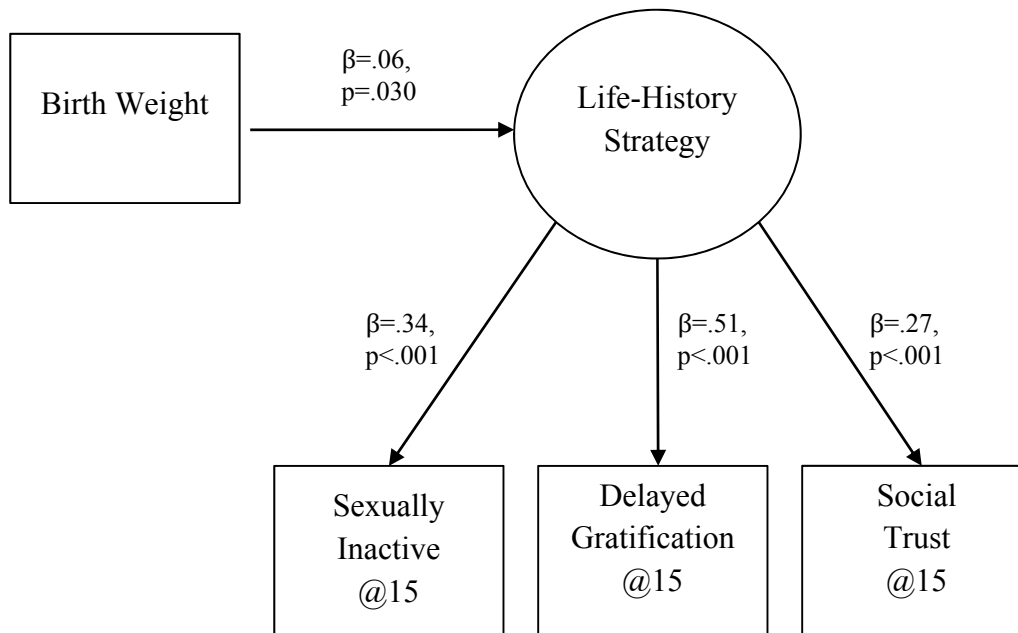 Birth Weight
β=.06,
p=.030
Life-History
Strategy
β=.34,
p<.001
β=.51,
p<.001
β=.27,
p<.001
Sexually
Inactive
@15
Delayed
Gratification
@15
Social
Trust
@15